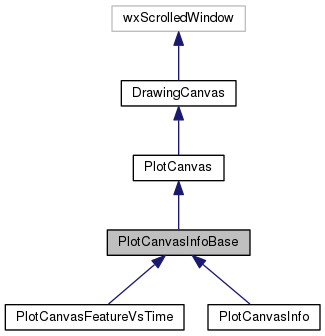 wxScrolledWindow
DrawingCanvas
PlotCanvas
PlotCanvasInfoBase
PlotCanvasFeatureVsTime
PlotCanvasInfo